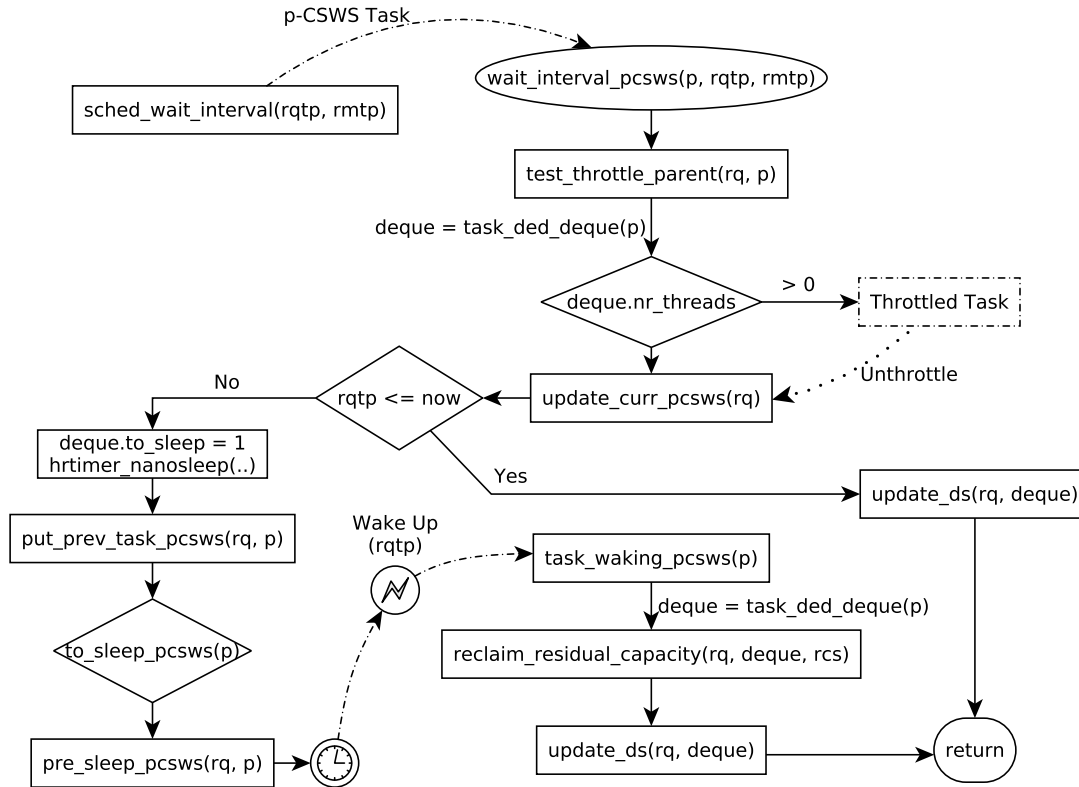 p-CSWS Task
wait_interval_pcsws(p, rqtp, rmtp)
sched_wait_interval(rqtp, rmtp)
test_throttle_parent(rq, p)
deque = task_ded_deque(p)
deque.nr_threads
> 0
Throttled Task
Unthrottle
update_curr_pcsws(rq)
rqtp <= now
No
deque.to_sleep = 1
hrtimer_nanosleep(..)
Yes
update_ds(rq, deque)
put_prev_task_pcsws(rq, p)
Wake Up
(rqtp)
task_waking_pcsws(p)
deque = task_ded_deque(p)
to_sleep_pcsws(p)
reclaim_residual_capacity(rq, deque, rcs)
pre_sleep_pcsws(rq, p)
update_ds(rq, deque)
return